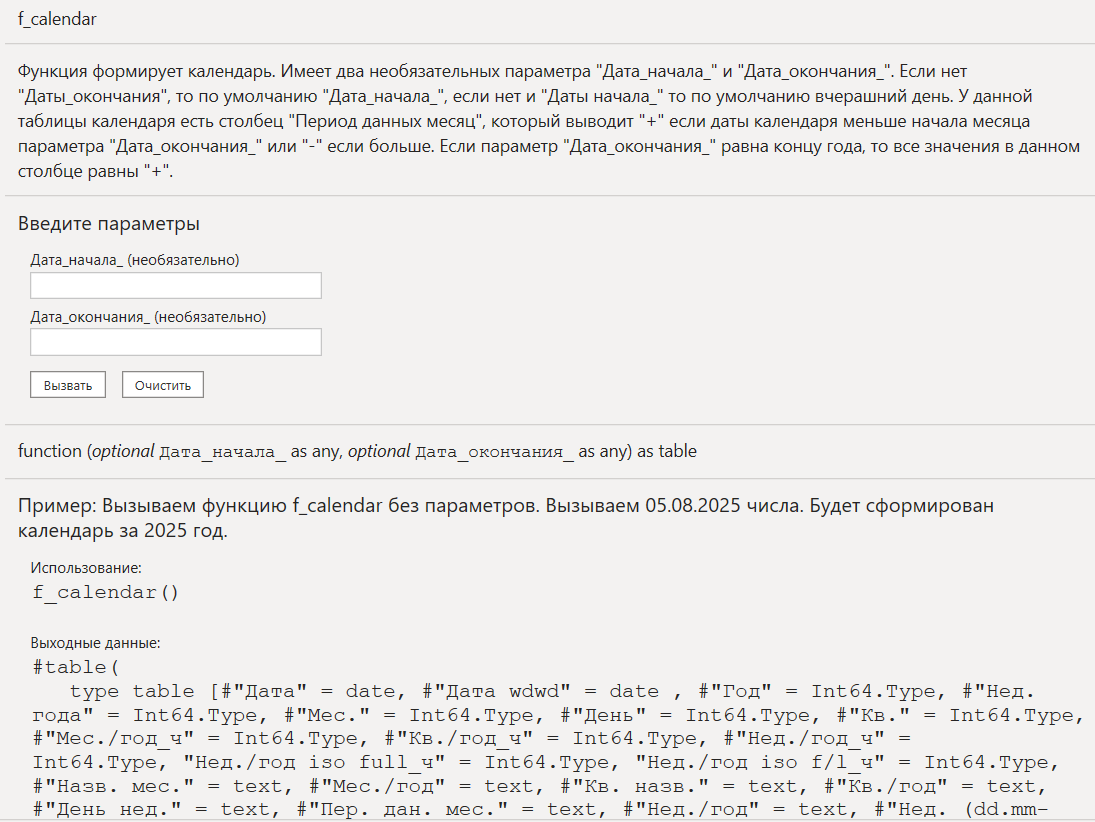 f_calendar
Функция формирует календарь. Имеет два необязательных параметра "Дата_начала_" и "Дата_окончания_". Если нет
"Даты_окончания", то по умолчанию "Дата_начала_", если нет и "Даты начала_" то по умолчанию вчерашний день. У данной
таблицы календаря есть столбец "Период данных месяц", который выводит "+" если даты календаря меньше начала месяца
параметра "Дата_окончания_" или "-" если больше. Если параметр "Дата_окончания_" равна концу года, то все значения в данном
столбце равны "+".
Введите параметры
Дата_начала_ (необязательно)
Дата_окончания_ (необязательно)
Вызвать Очистить
function (optional Дата_начала_ as any, optional Дата_окончания_ as any) as table
Пример: Вызываем функцию f_calendar без параметров. Вызываем 05.08.2025 числа. Будет сформирован
календарь за 2025 год.
Использование:
f_calendar()
Выходные данные:
#table(
type table [#"Дата" = date, #"Дата wdwd" = date , #"Год" = Int64.Type, #"Нед.
года" = Int64.Type, #"Мес." = Int64.Type, #"День" = Int64.Type, #"Кв." = Int64.Type,
#"Мес./год_ч" = Int64.Type, #"Кв./год_ч" = Int64.Type, #"Нед./год_ч" =
Int64.Type, "Нед./год iso full_ч" = Int64.Type, "Нед./год iso f/l_ч" = Int64.Type,
#"Назв. мес." = text, #"Мес./год" = text, #"Кв. назв." = text, #"Кв./год" = text,
#"День нед." = text, #"Пер. дан. мес." = text, #"Нед./год" = text, #"Нед. (dd.mm-